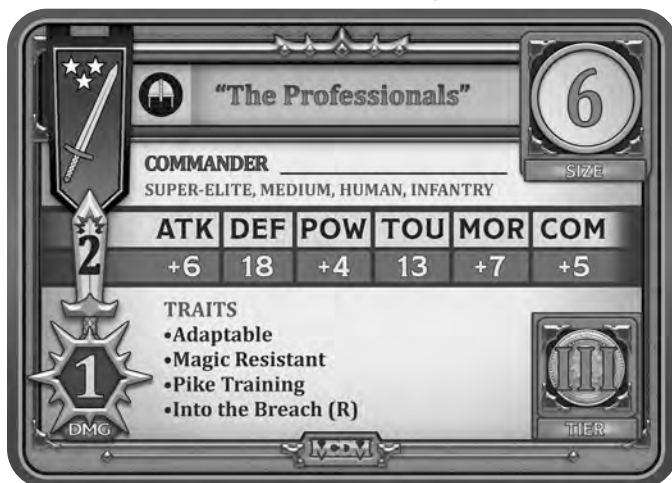 "The Professionals"
6
SIZE
COMMANDER
SUPER-ELITE, MEDIUM, HUMAN, INFANTRY
ATK DEF POW TOU MOR COM
2
+6 18 +4 13 +7 +5
TRAITS
•Adaptable
•Magic Resistant
•Pike Training
•Into the Breach (R)
1
DMG
III
TIER
MCDM